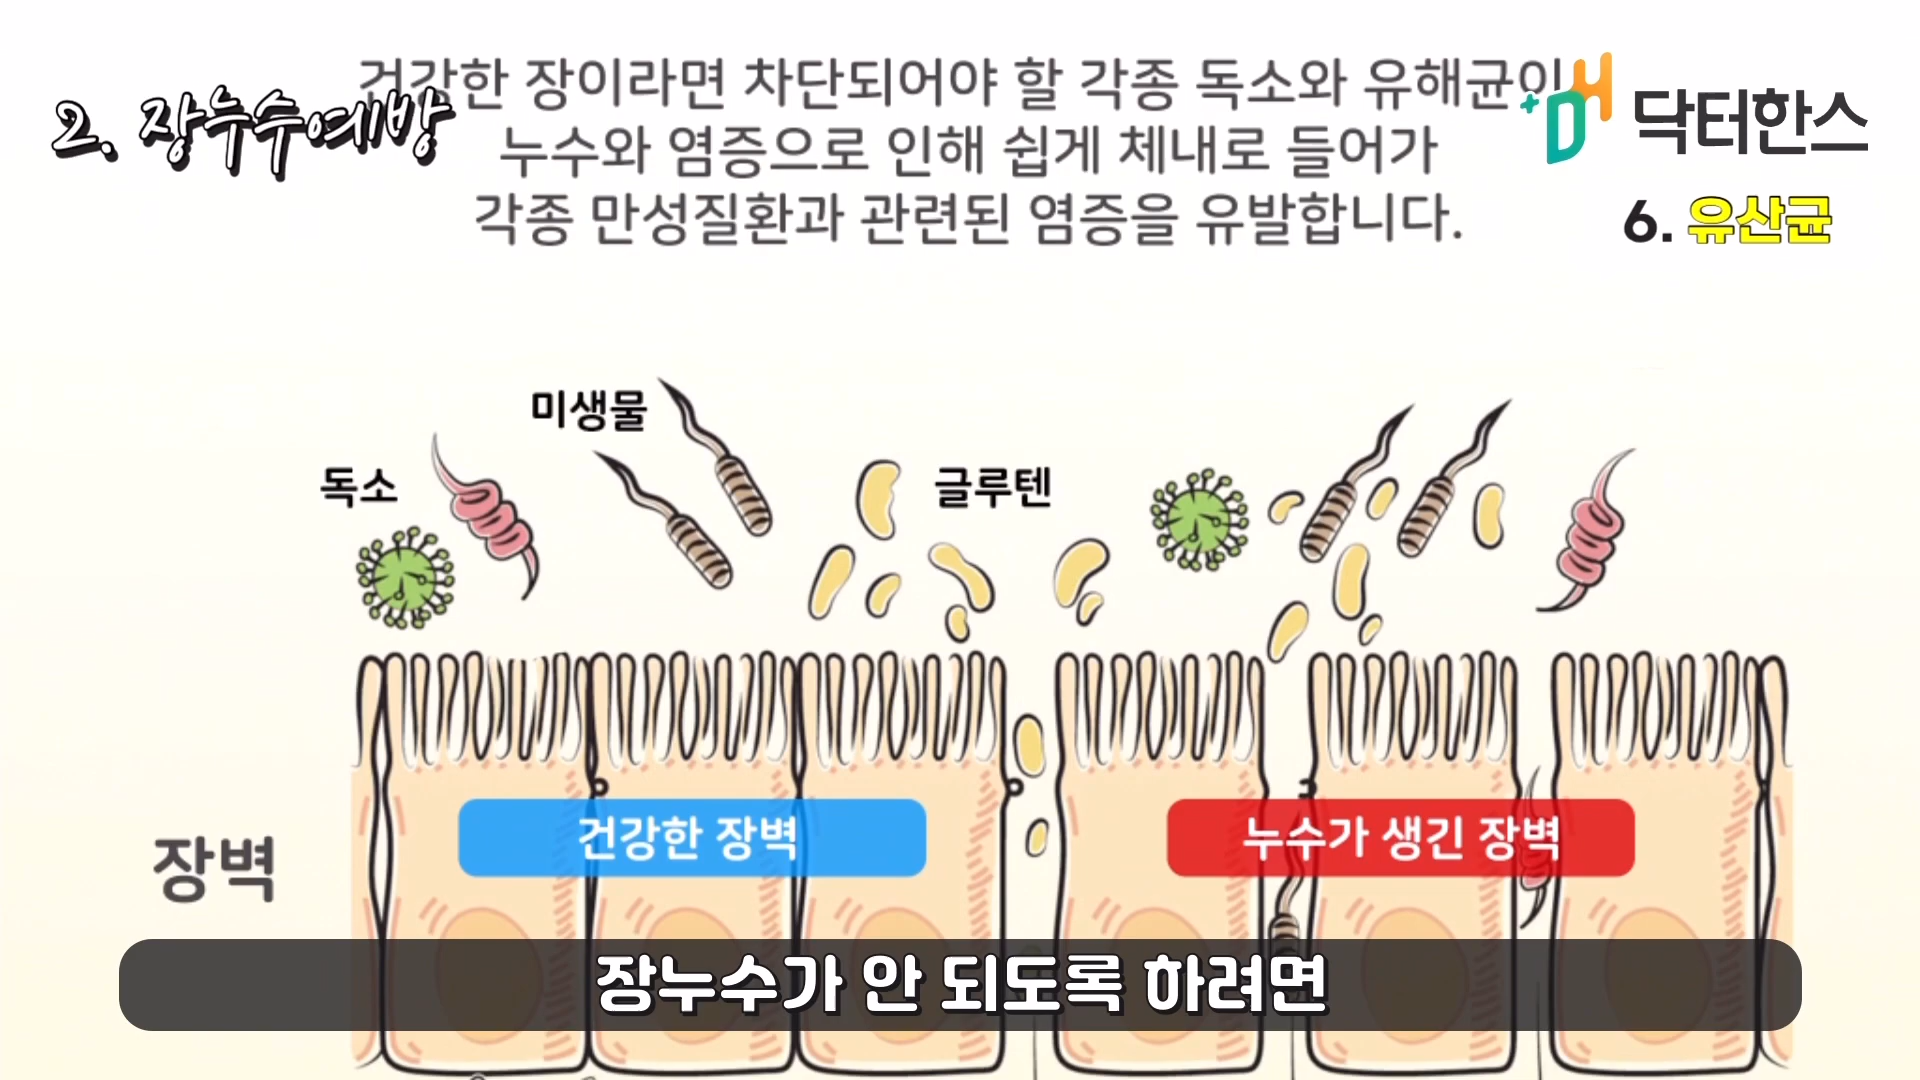 건강한 장이라면 차단되어야 할 각종 독소와 유해균이
2. 장누수예방
누수와 염증으로 인해 쉽게 체내로 들어가
각종 만성질환과 관련된 염증을 유발합니다.
DH 닥터한스
6. 유산균
미생물
독소
글루텐
건강한 장벽
누수가 생긴 장벽
장벽
장누수가 안 되도록 하려면